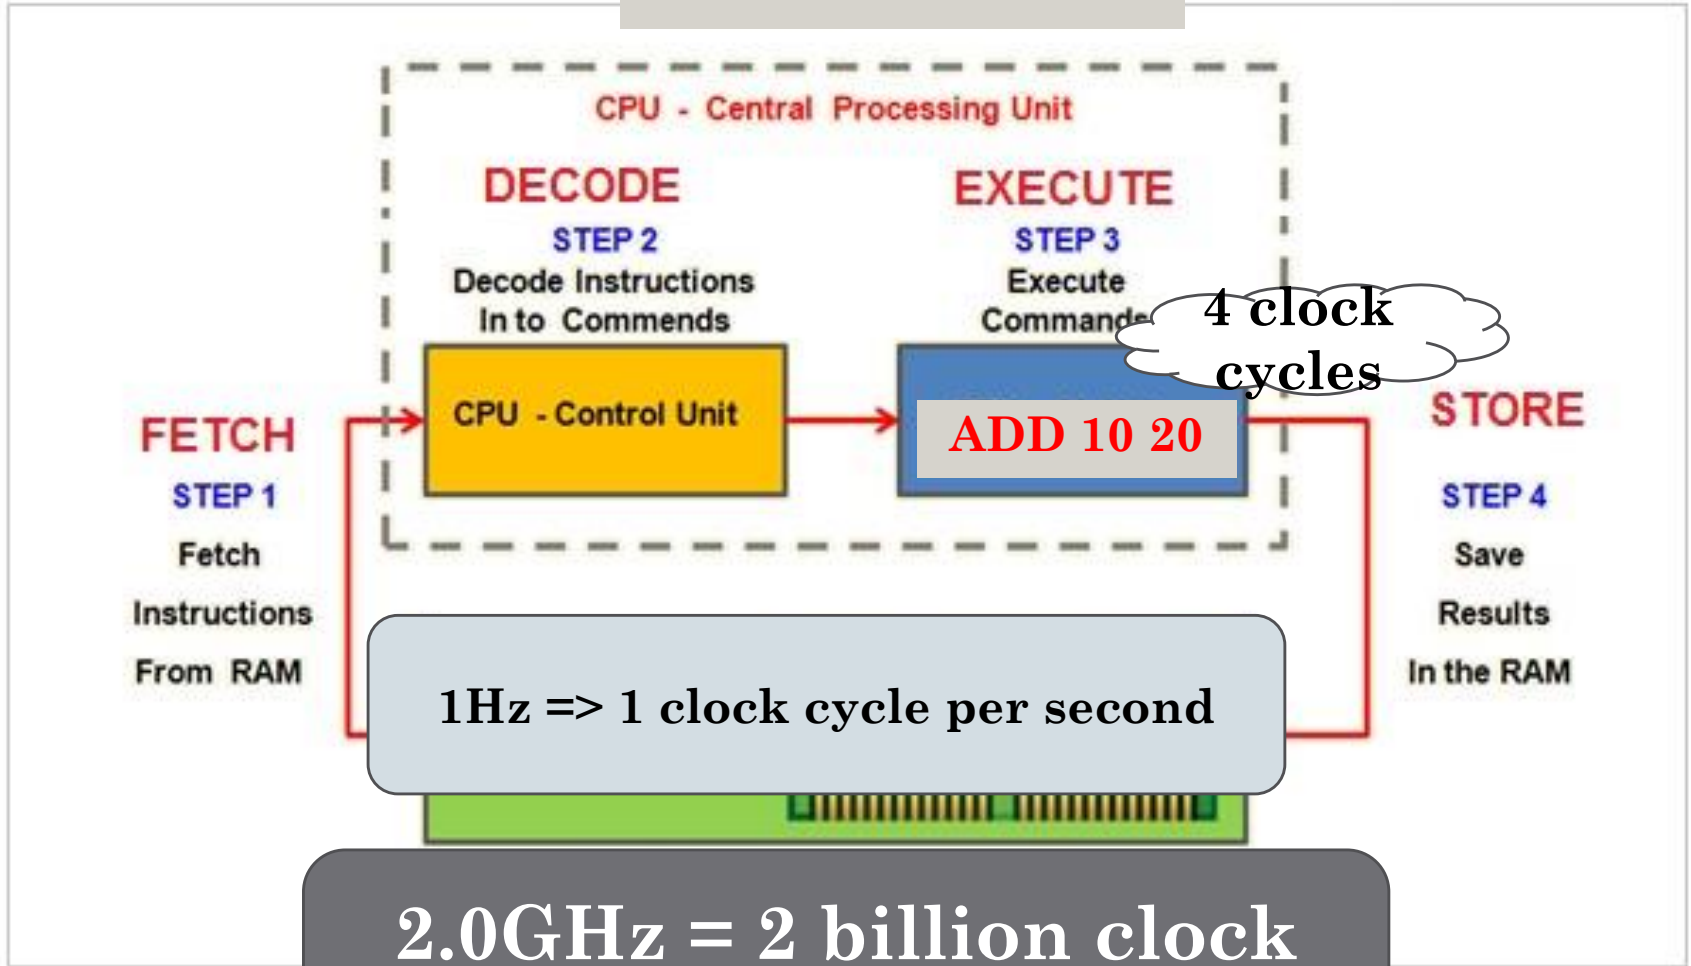 CPU - Central Processing Unit
DECODE
STEP 2
Decode Instructions
In to Commends
CPU - Control Unit
EXECUTE
STEP 3
Execute
Commands
4 clock
cycles
ADD 10 20
FETCH
STEP 1
Fetch
Instructions
From RAM
STORE
STEP 4
Save
Results
In the RAM
1Hz => 1 clock cycle per second
2.0GHz = 2 billion clock